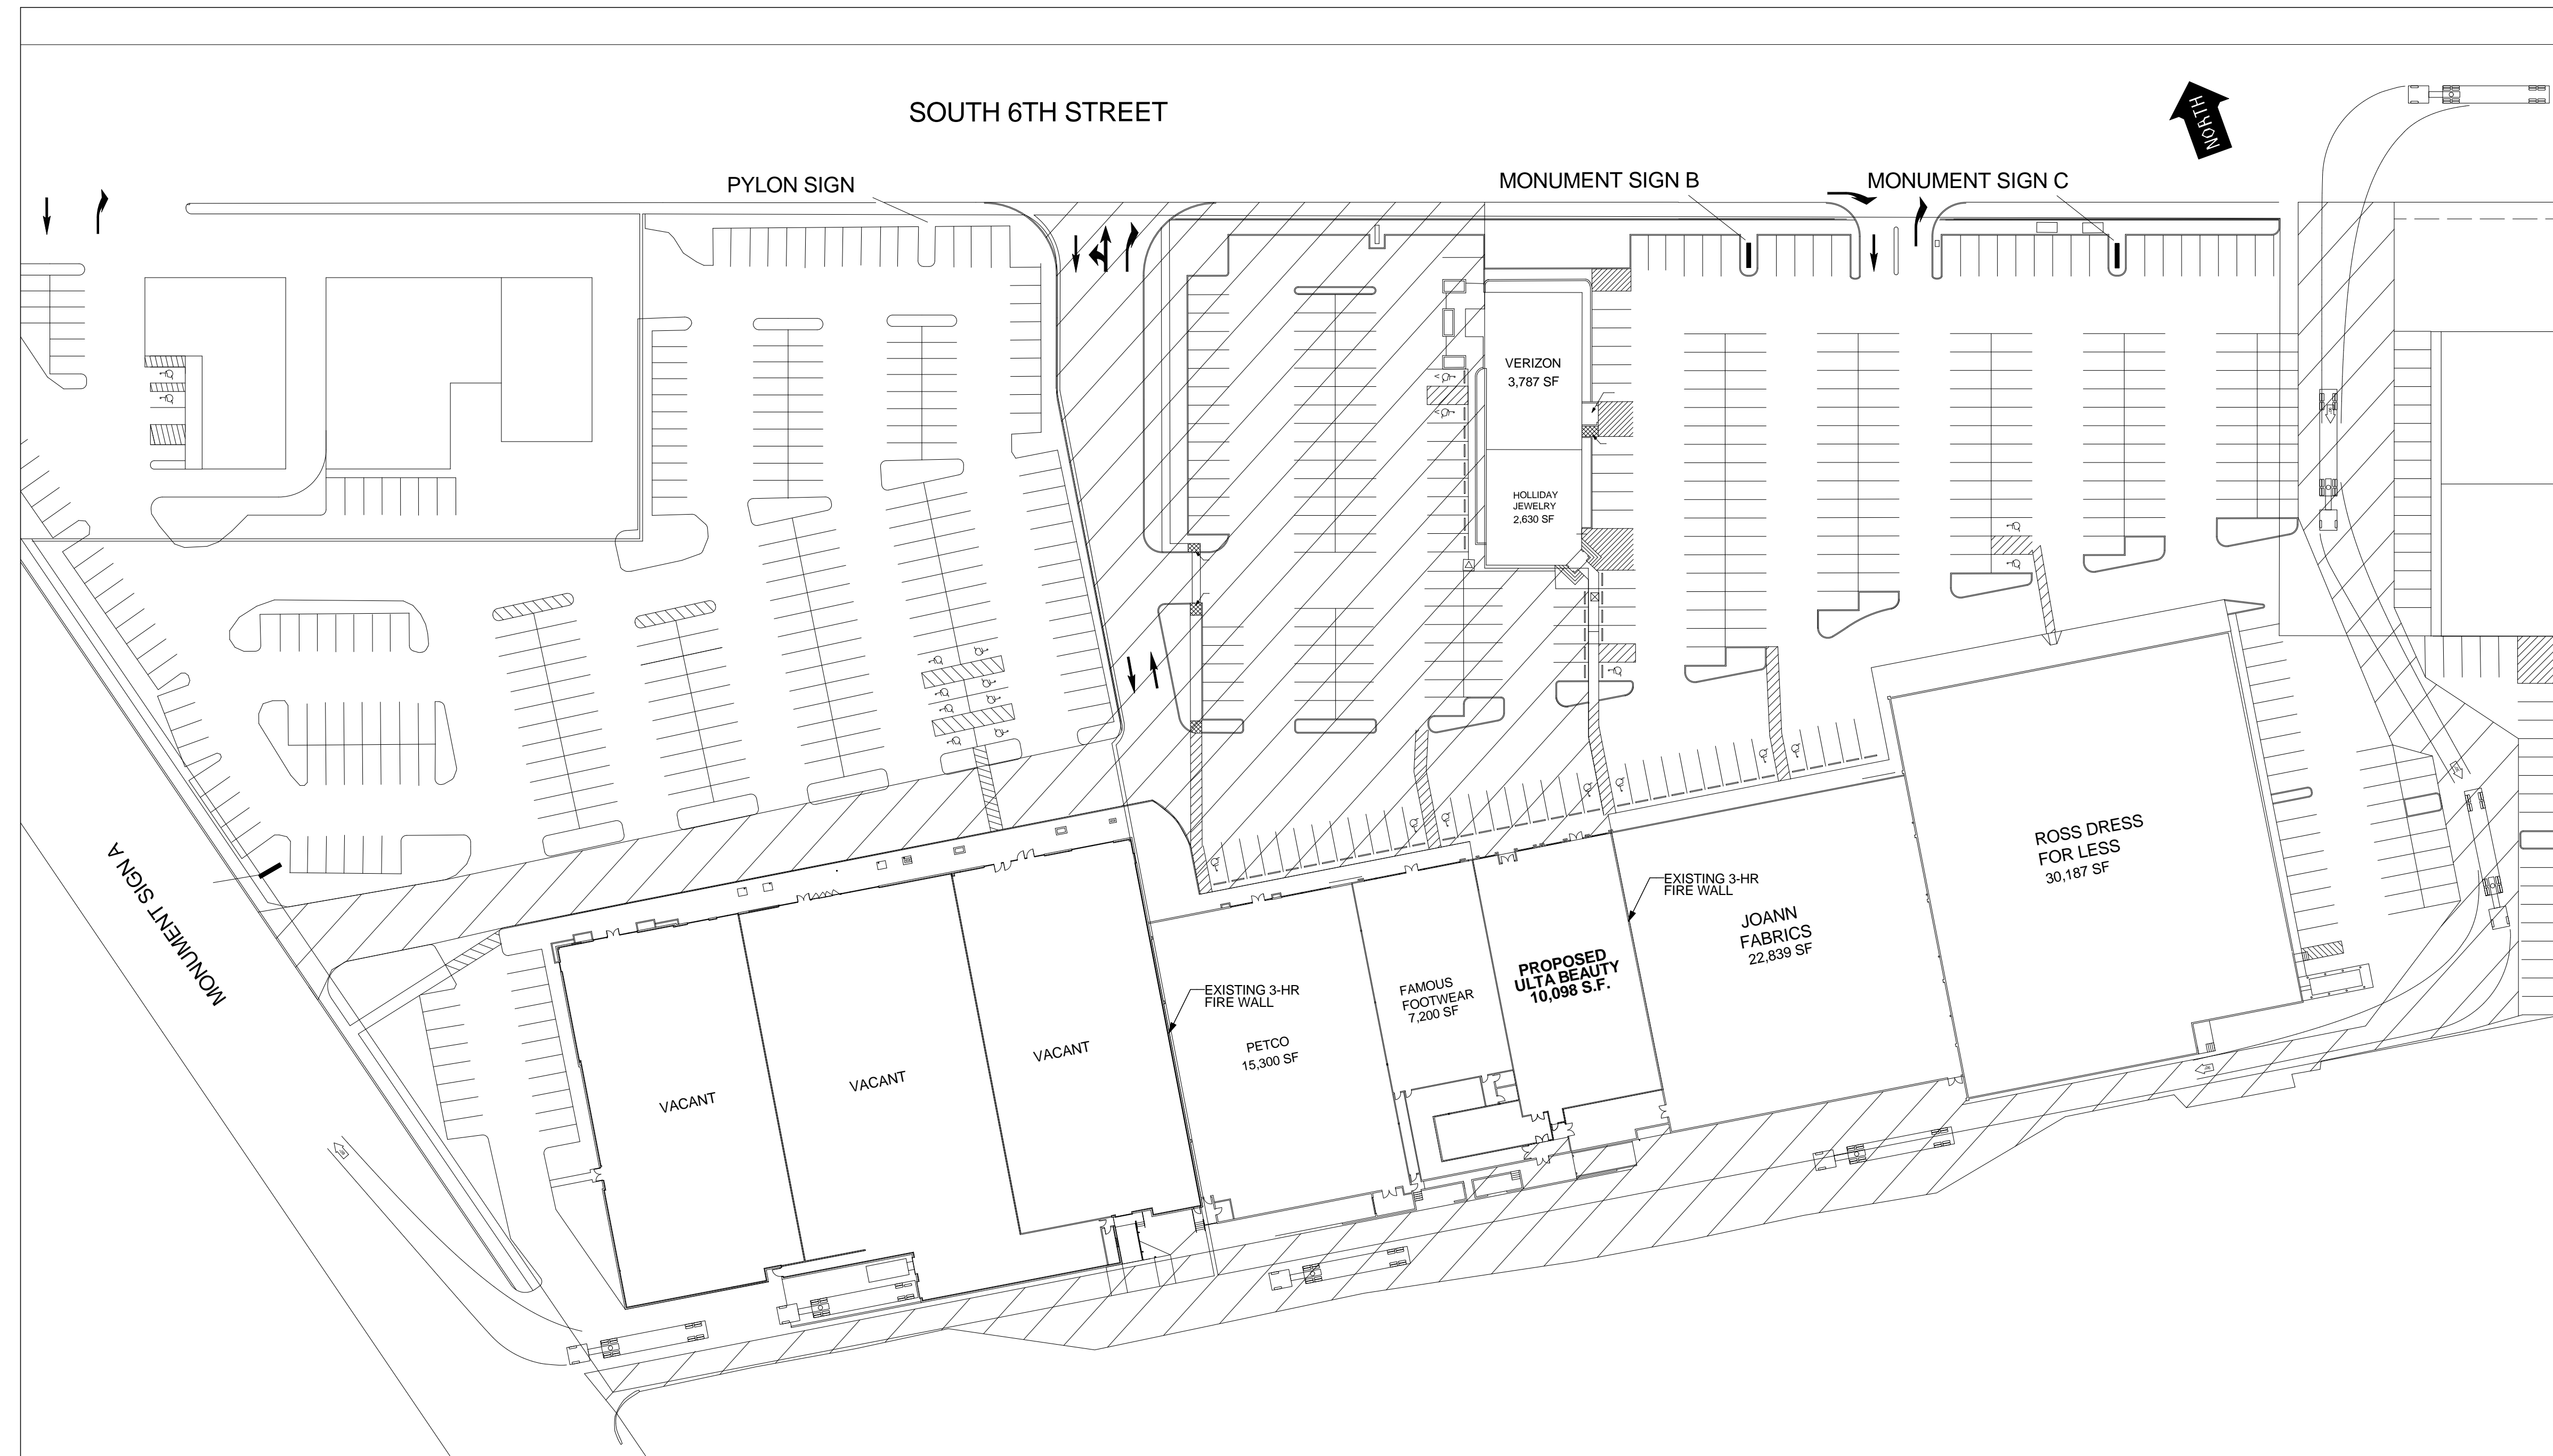 SOUTH 6TH STREET
NORTH
PYLON SIGN
MONUMENT SIGN B
MONUMENT SIGN C
VERIZON
3,787 SF
HOLLIDAY
JEWELRY
2,630 SF
MONUMENT SIGN A
ROSS DRESS
FOR LESS
30,187 SF
EXISTING 3-HR
FIRE WALL
JOANN
FABRICS
22,839 SF
PROPOSED
ULTA BEAUTY
10,098 S.F.
FAMOUS
FOOTWEAR
7,200 SF
EXISTING 3-HR
FIRE WALL
PETCO
15,300 SF
VACANT
VACANT
VACANT